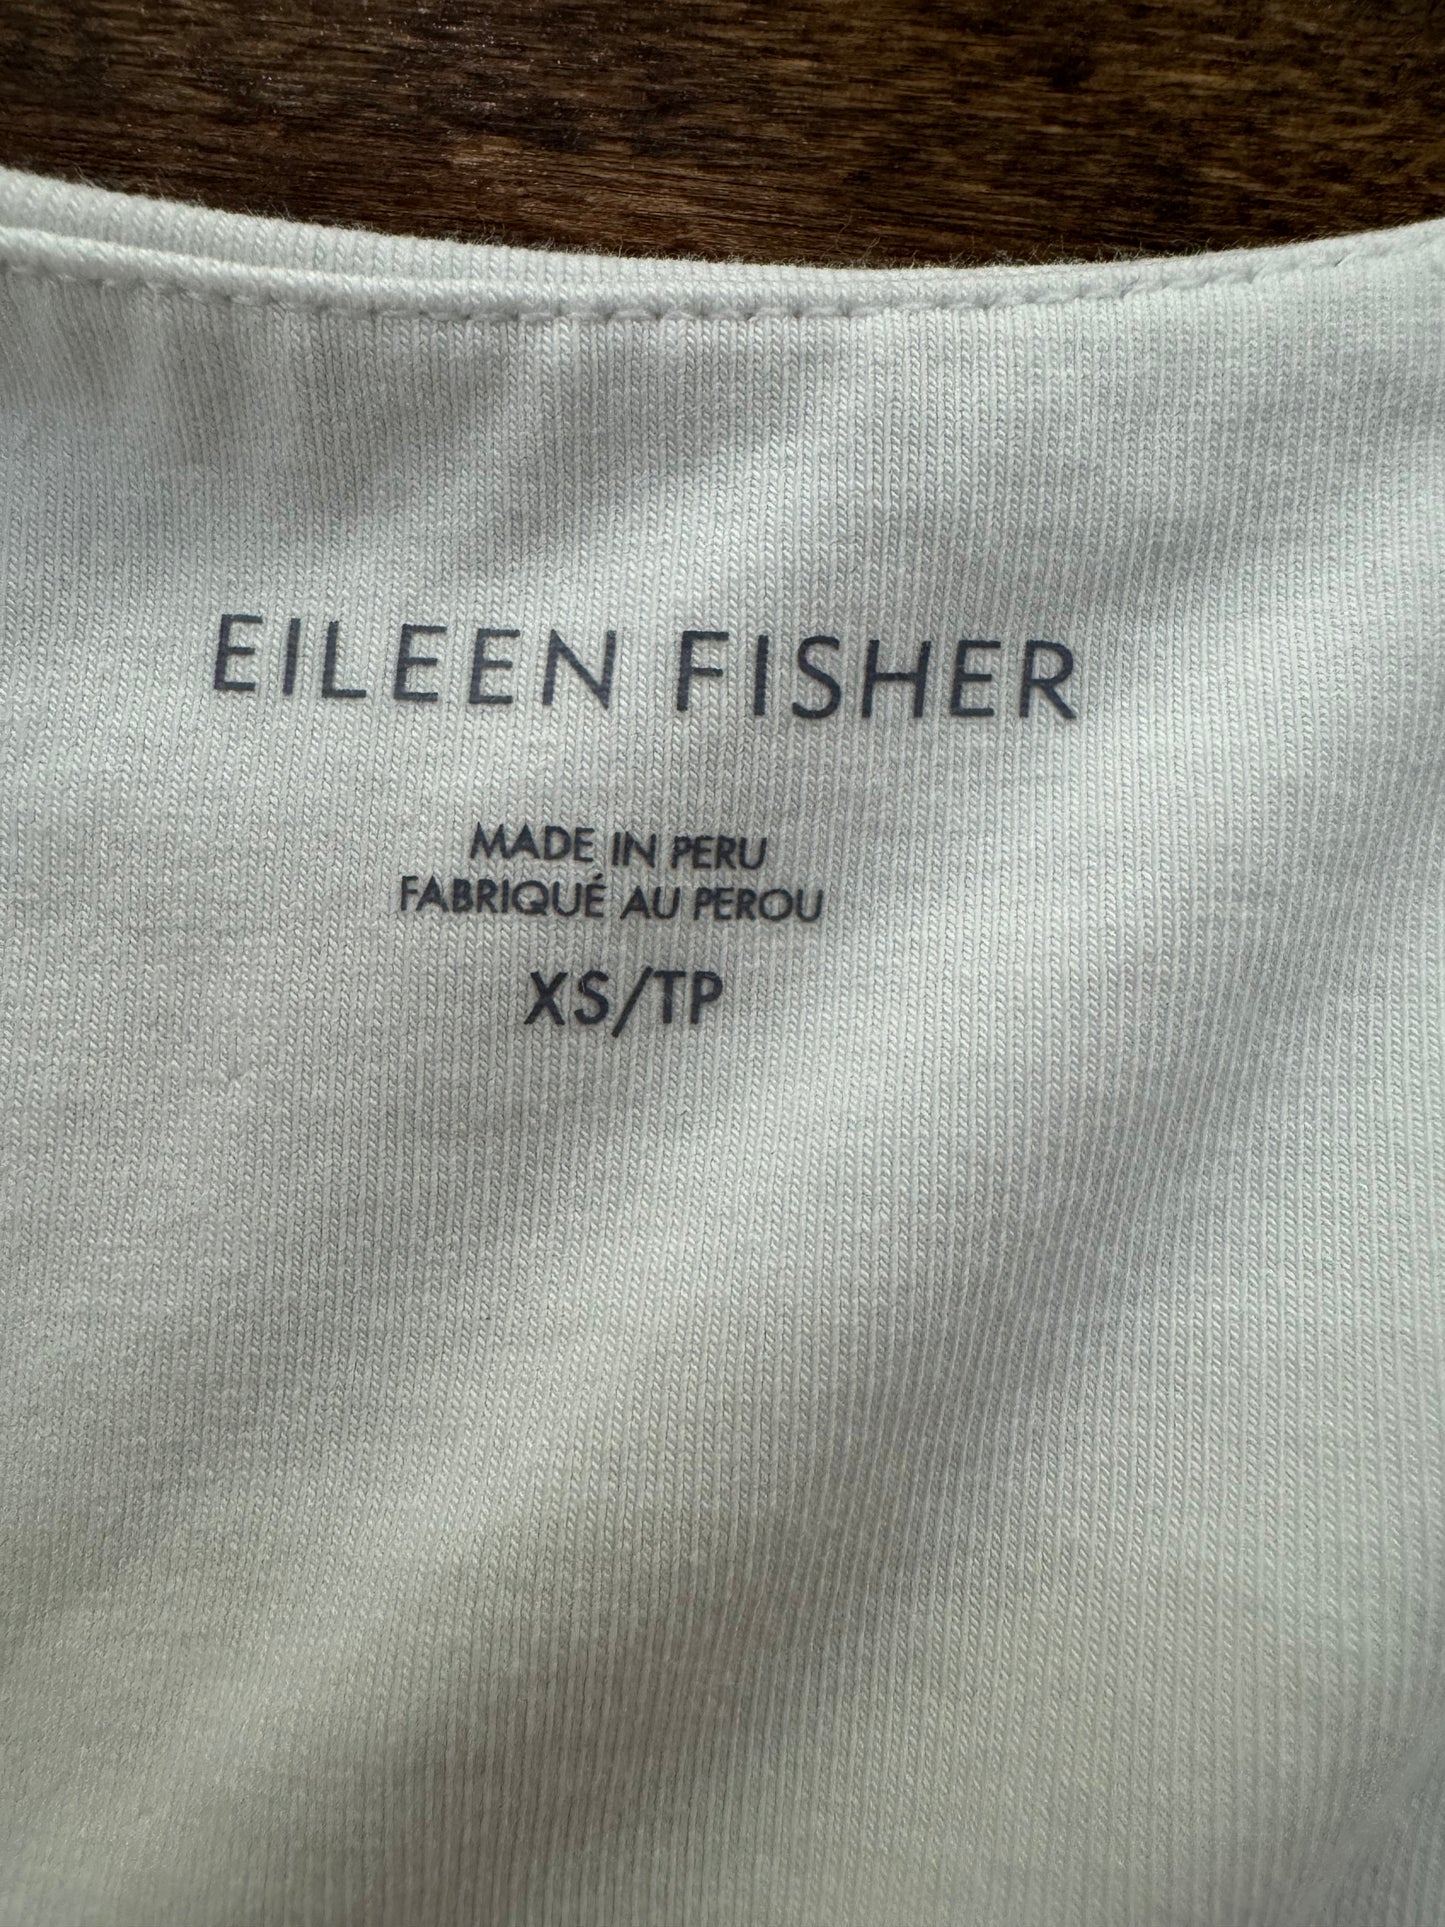 EILEEN FISHER
MADE IN PERU
FABRIQUÉ AU PEROU
XS/TP